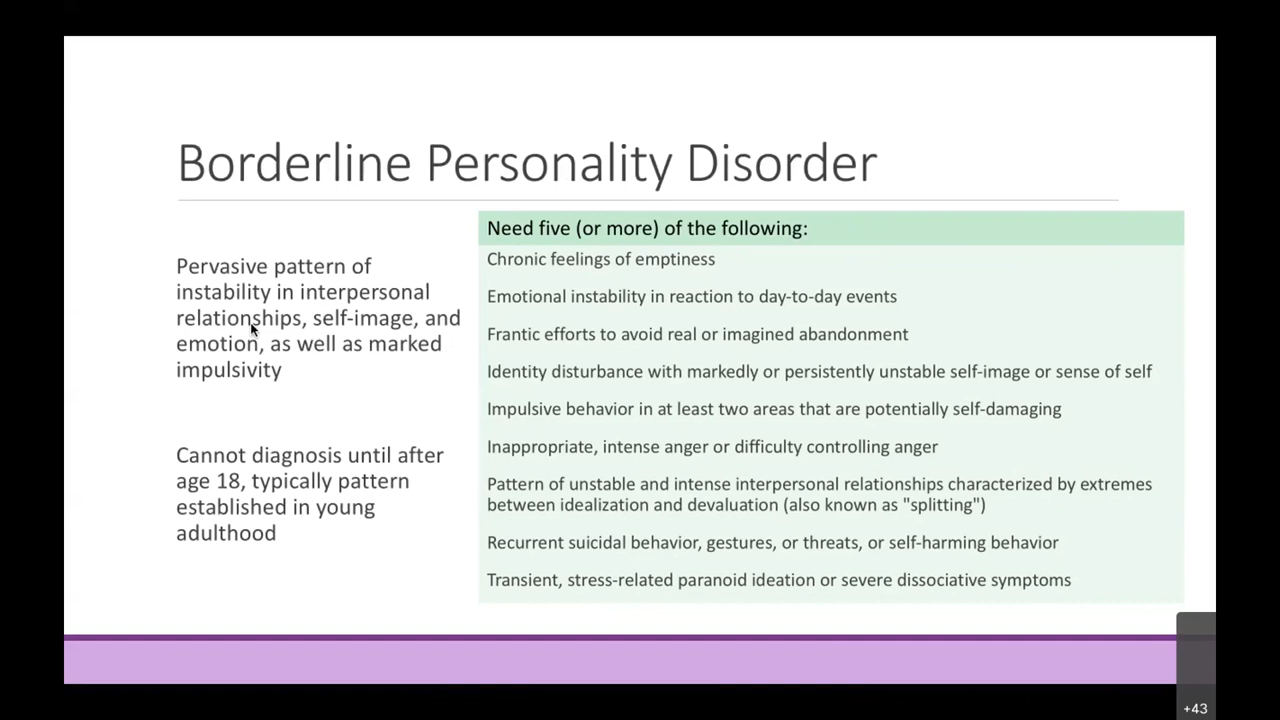 Borderline Personality Disorder
Pervasive pattern of
instability in interpersonal
relationships, self-image, and
emotion, as well as marked
impulsivity
Cannot diagnosis until after
age 18, typically pattern
established in young
adulthood
Need five (or more) of the following:
Chronic feelings of emptiness
Emotional instability in reaction to day-to-day events
Frantic efforts to avoid real or imagined abandonment
Identity disturbance with markedly or persistently unstable self-image or sense of self
Impulsive behavior in at least two areas that are potentially self-damaging
Inappropriate, intense anger or difficulty controlling anger
Pattern of unstable and intense interpersonal relationships characterized by extremes
between idealization and devaluation (also known as "splitting")
Recurrent suicidal behavior, gestures, or threats, or self-harming behavior
Transient, stress-related paranoid ideation or severe dissociative symptoms
+43